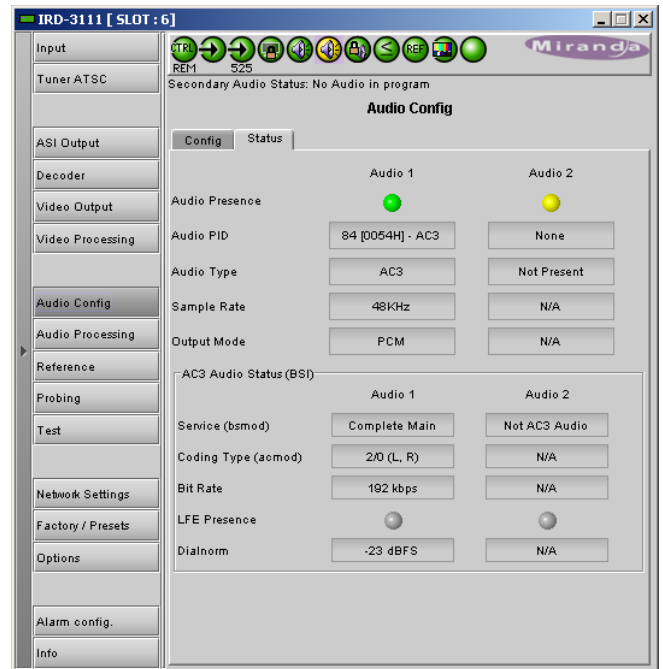 IRD-3111 [ SLOT : 6]
Input
Tuner ATSC
ASI Output
Decoder
Video Output
Video Processing
Audio Config
Audio Processing
Reference
Probing
Test
Network Settings
Factory / Presets
Options
Alarm config.
Info
CTRL
REF
REM 525
Miranda
Secondary Audio Status: No Audio in program
Audio Config
Config Status
Audio 1 Audio 2
Audio Presence
Audio PID 84 [0054H] - AC3 None
Audio Type AC3 Not Present
Sample Rate 48KHz N/A
Output Mode PCM N/A
AC3 Audio Status (BSI)
Audio 1 Audio 2
Service (bsmod) Complete Main Not AC3 Audio
Coding Type (acmod) 2/0 (L, R) N/A
Bit Rate 192 kbps N/A
LFE Presence
Dialnorm -23 dBFS N/A